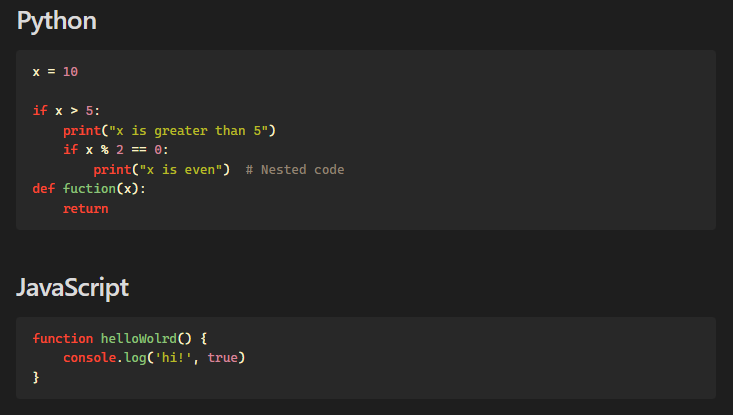 Python
x = 10
if x > 5:
    print("x is greater than 5")
    if x % 2 == 0:
        print("x is even")  # Nested code
def fuction(x):
    return
JavaScript
function helloWolrd() {
    console.log('hi!', true)
}